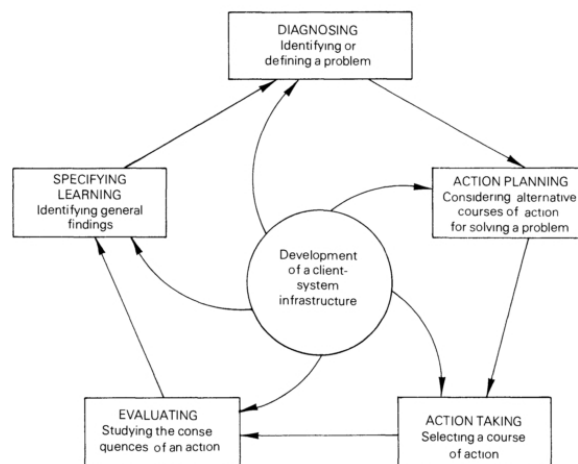 DIAGNOSING
Identifying or
defining a problem
SPECIFYING
LEARNING
Identifying general
findings
ACTION PLANNING
Considering alternative
courses of action
for solving a problem
Development
of a client-
system
infrastructure
EVALUATING
Studying the conse
quences of an action
ACTION TAKING
Selecting a course
of action